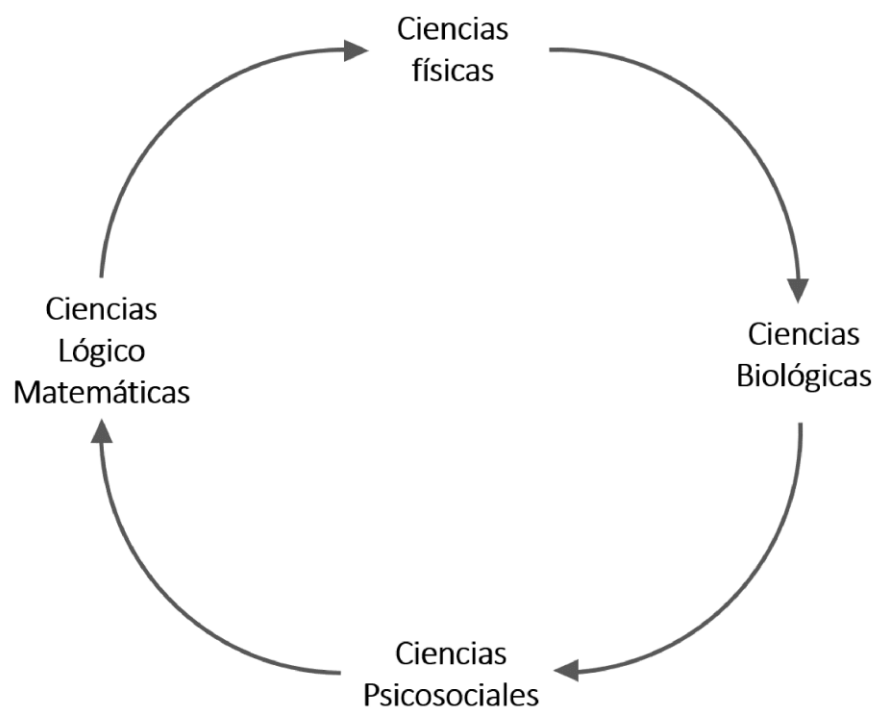 Ciencias
físicas
Ciencias
Biológicas
Ciencias
Psicosociales
Ciencias
Lógico
Matemáticas